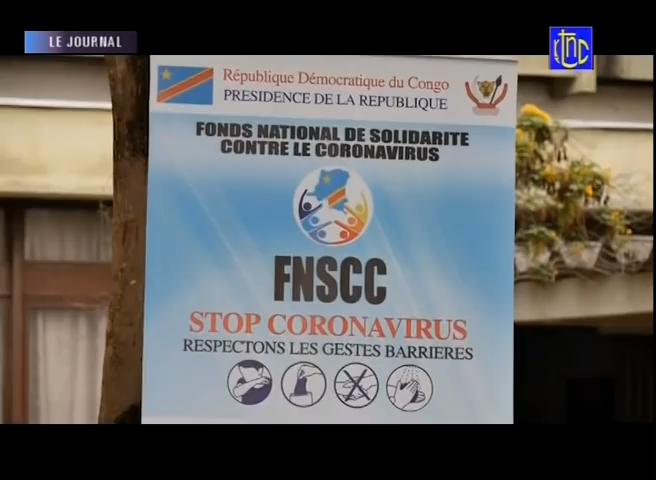 LE JOURNAL
rtnc
République Démocratique du Congo
PRESIDENCE DE LA REPUBLIQUE
FONDS NATIONAL DE SOLIDARITE
CONTRE LE CORONAVIRUS
FNSCC
STOP CORONAVIRUS
RESPECTONS LES GESTES BARRIERES